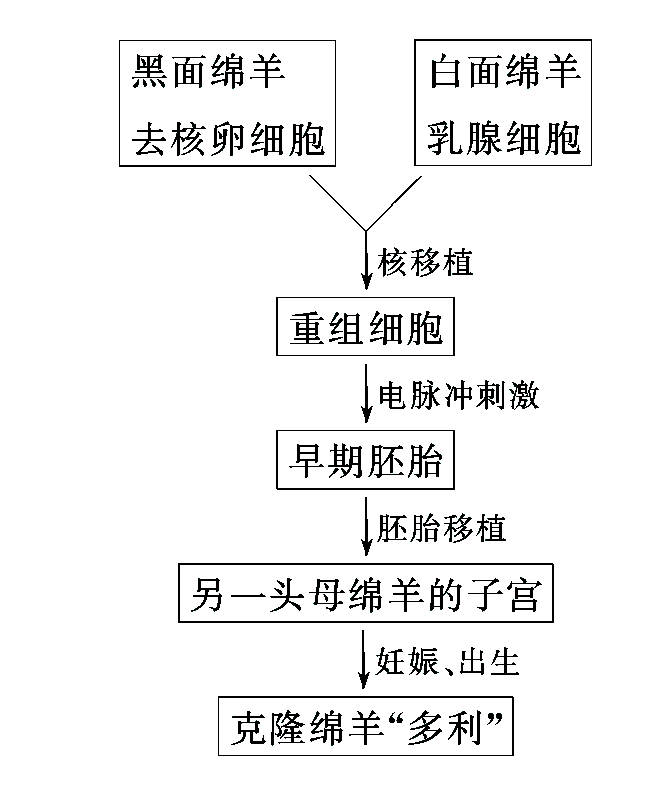 黑面绵羊
去核卵细胞
白面绵羊
乳腺细胞
核移植
重组细胞
电脉冲刺激
早期胚胎
胚胎移植
另一头母绵羊的子宫
妊娠、出生
克隆绵羊“多利”